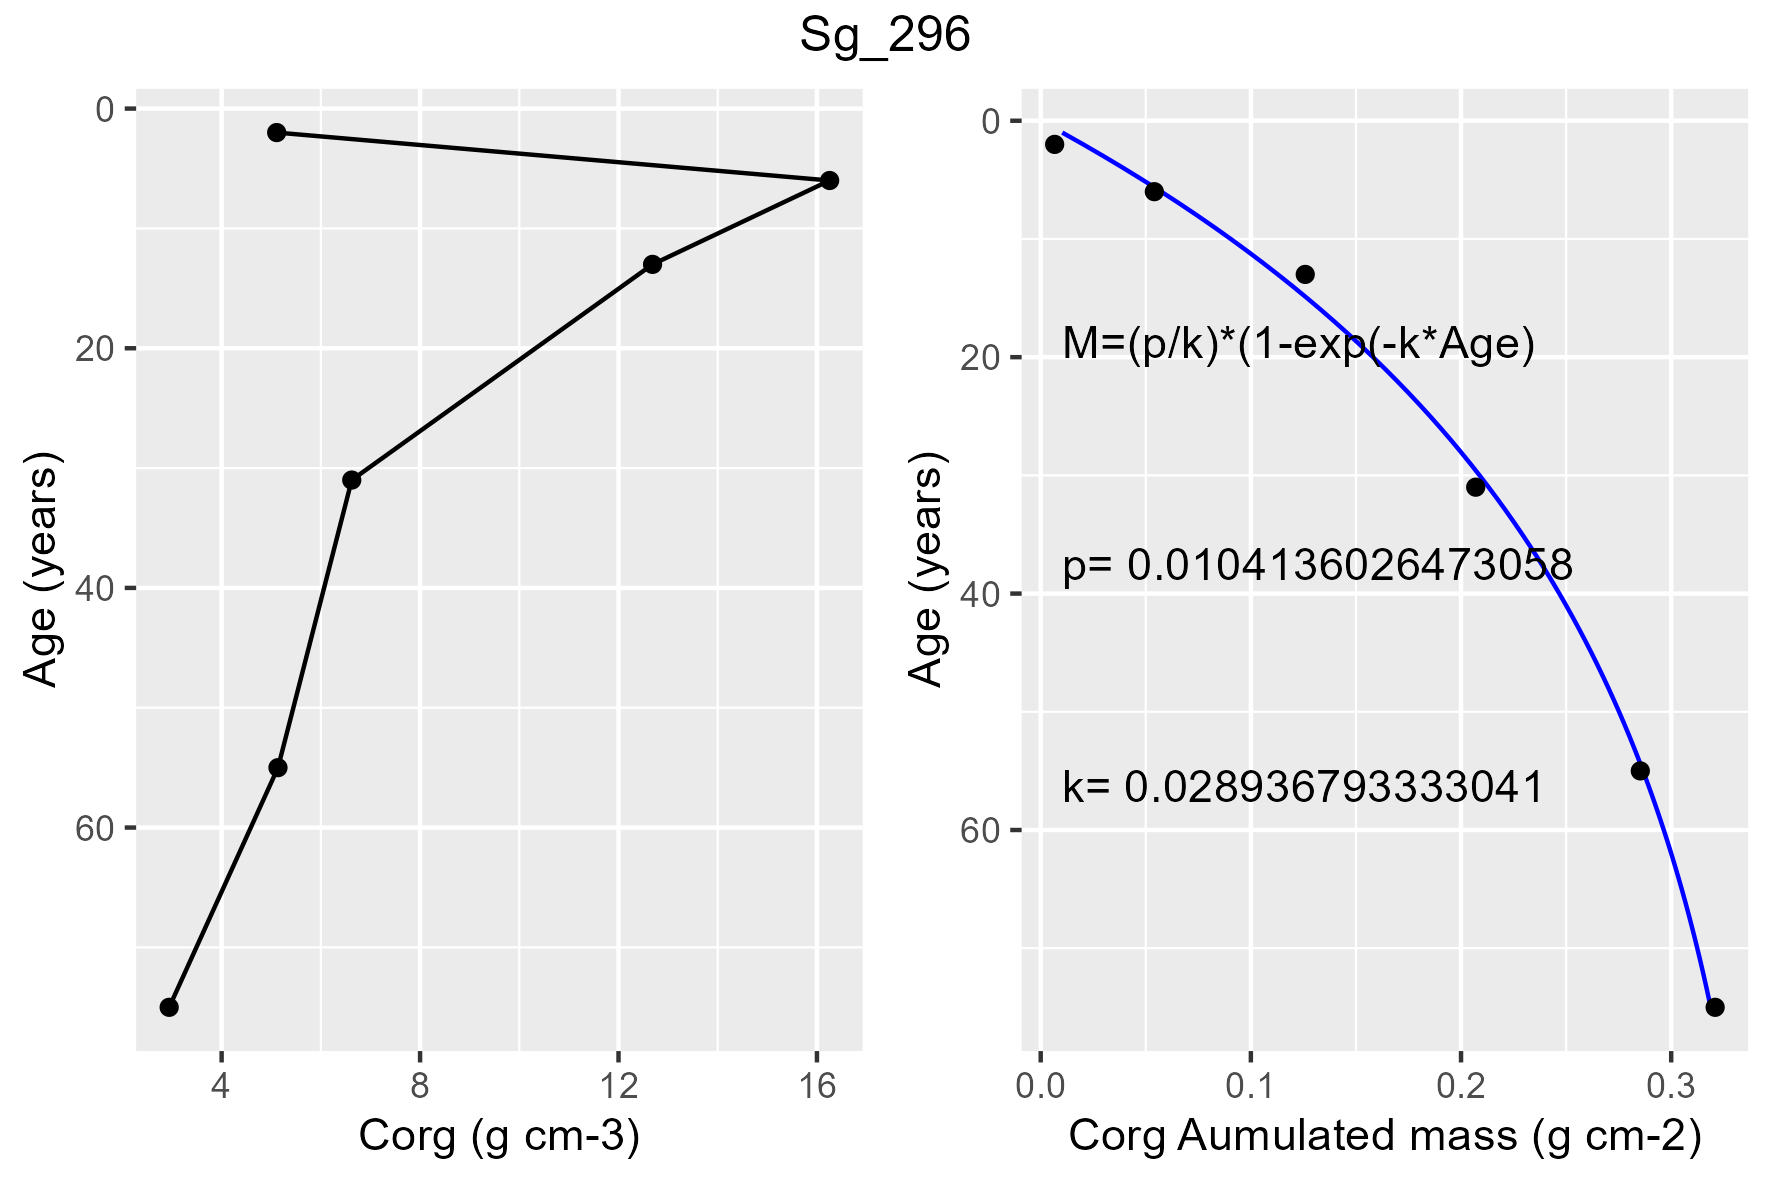 Sg_296
0
20
40
60
Age (years)
4 8 12 16
Corg (g cm-3)
0
20
40
60
Age (years)
M=(p/k)*(1-exp(-k*Age)
p= 0.0104136026473058
k= 0.028936793333041
0.0 0.1 0.2 0.3
Corg Aumulated mass (g cm-2)